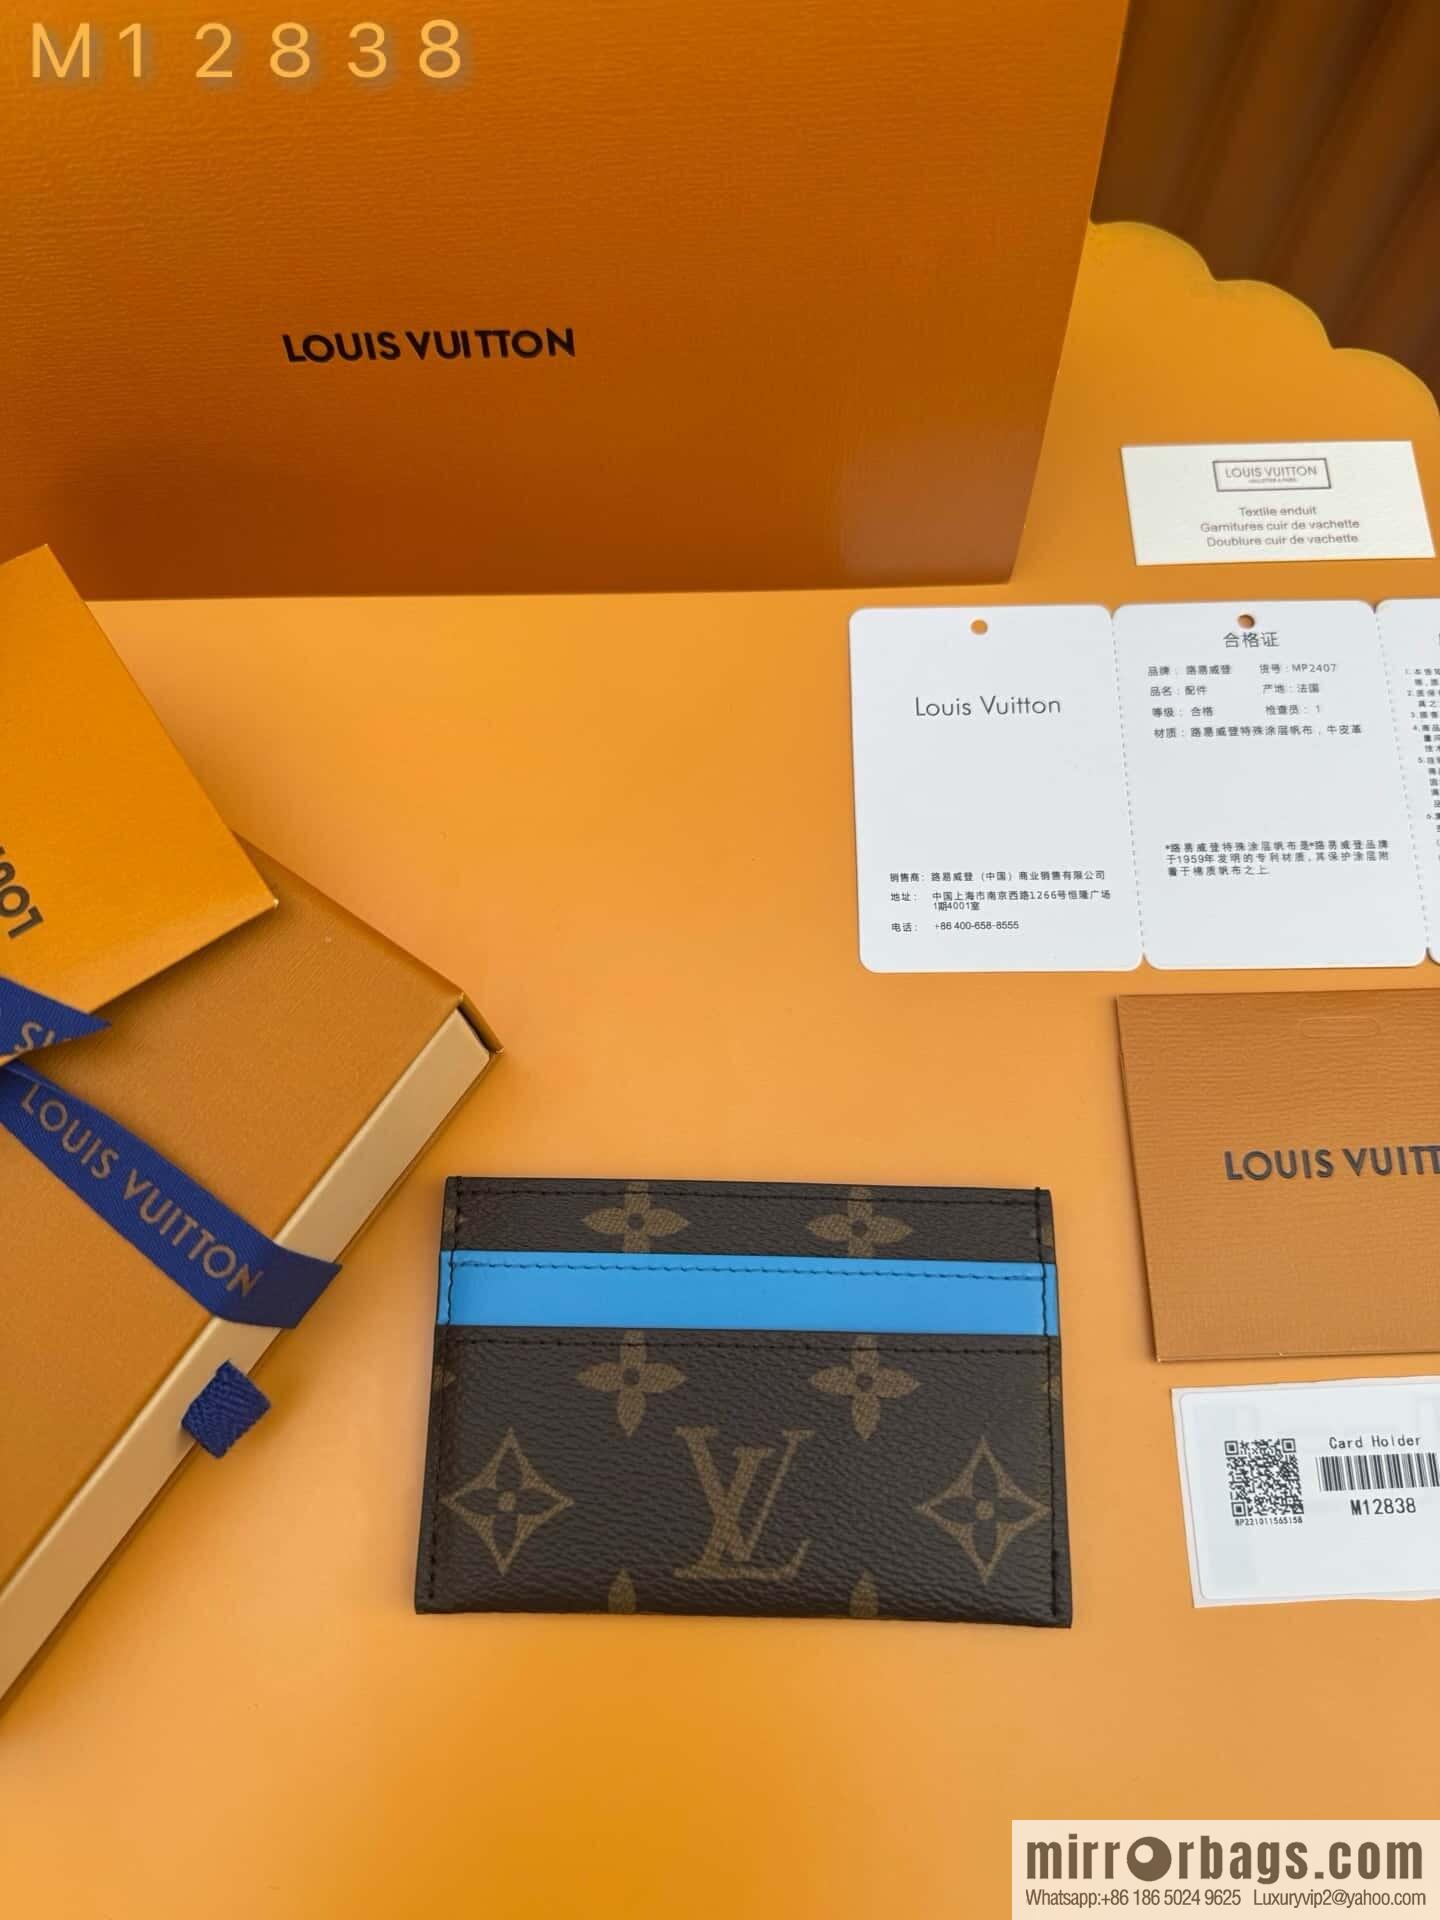 M12838
LOUIS VUITTON
LOUIS VUITTON
Textile enduit
Garnitures cuir de vachette
Doublure cuir de vachette
Louis Vuitton
销售商：路易威登（中国）商业销售有限公司
地址：中国上海市南京西路1266号恒隆广场
1期4001室
电话：+86 400-658-8555
合格证
品牌：路易威登 货号：MP2407
品名：配件 产地：法国
等级：合格 检查员：1
材质：路易威登特殊涂层帆布，牛皮革
*路易威登特殊涂层帆布是*路易威登品牌
于1959年发明的专利材质，其保护涂层附
着于棉质帆布之上.
LOUIS VUITTON
LOUIS VUITT
LV
Card Holder
M12838
mirrorbags.com
Whatsapp:+86 186 5024 9625 Luxuryvip2@yahoo.com